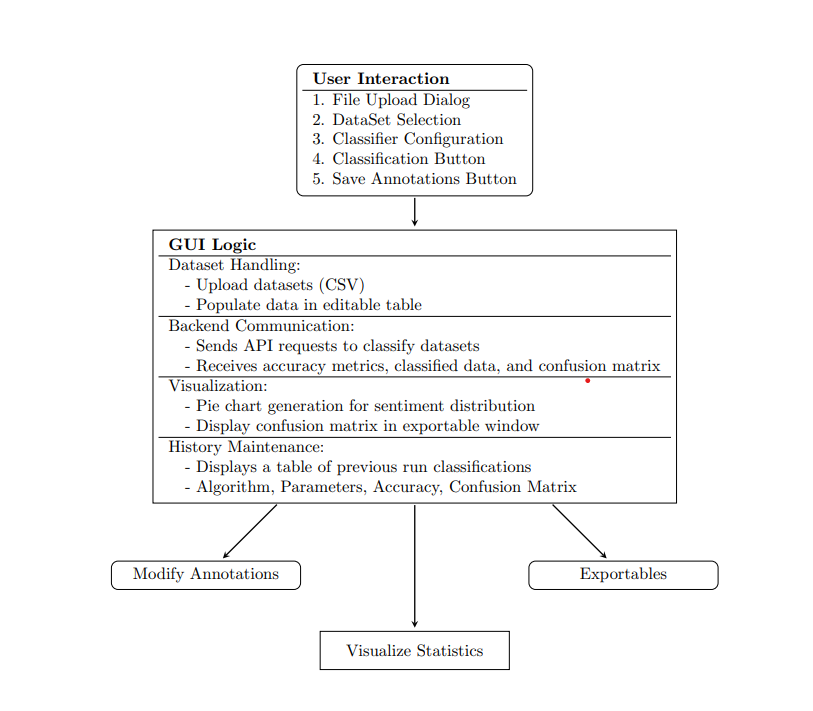 User Interaction
1. File Upload Dialog
2. DataSet Selection
3. Classifier Configuration
4. Classification Button
5. Save Annotations Button
GUI Logic
Dataset Handling:
- Upload datasets (CSV)
- Populate data in editable table
Backend Communication:
- Sends API requests to classify datasets
- Receives accuracy metrics, classified data, and confusion matrix
Visualization:
- Pie chart generation for sentiment distribution
- Display confusion matrix in exportable window
History Maintenance:
- Displays a table of previous run classifications
- Algorithm, Parameters, Accuracy, Confusion Matrix
Modify Annotations
Exportables
Visualize Statistics